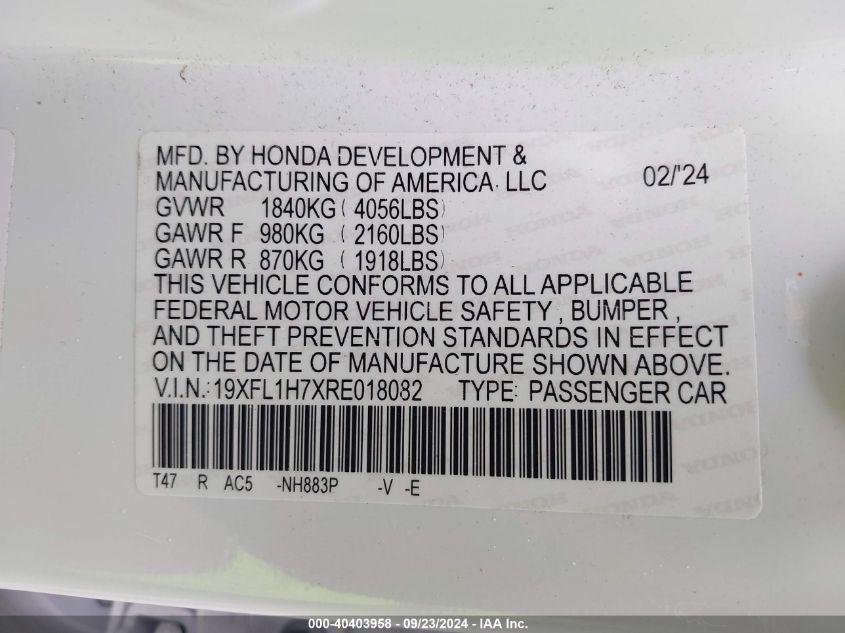 MFD. BY HONDA DEVELOPMENT &
MANUFACTURING OF AMERICA, LLC 02/'24
GVWR 1840KG ( 4056LBS)
GAWR F 980KG ( 2160LBS)
GAWR R 870KG ( 1918LBS)
THIS VEHICLE CONFORMS TO ALL APPLICABLE
FEDERAL MOTOR VEHICLE SAFETY , BUMPER ,
AND THEFT PREVENTION STANDARDS IN EFFECT
ON THE DATE OF MANUFACTURE SHOWN ABOVE.
V.I.N.: 19XFL1H7XRE018082 TYPE: PASSENGER CAR
T47 R AC5 -NH883P -V -E
000 - 40403958 - 09/23/2024 - IAA Inc.